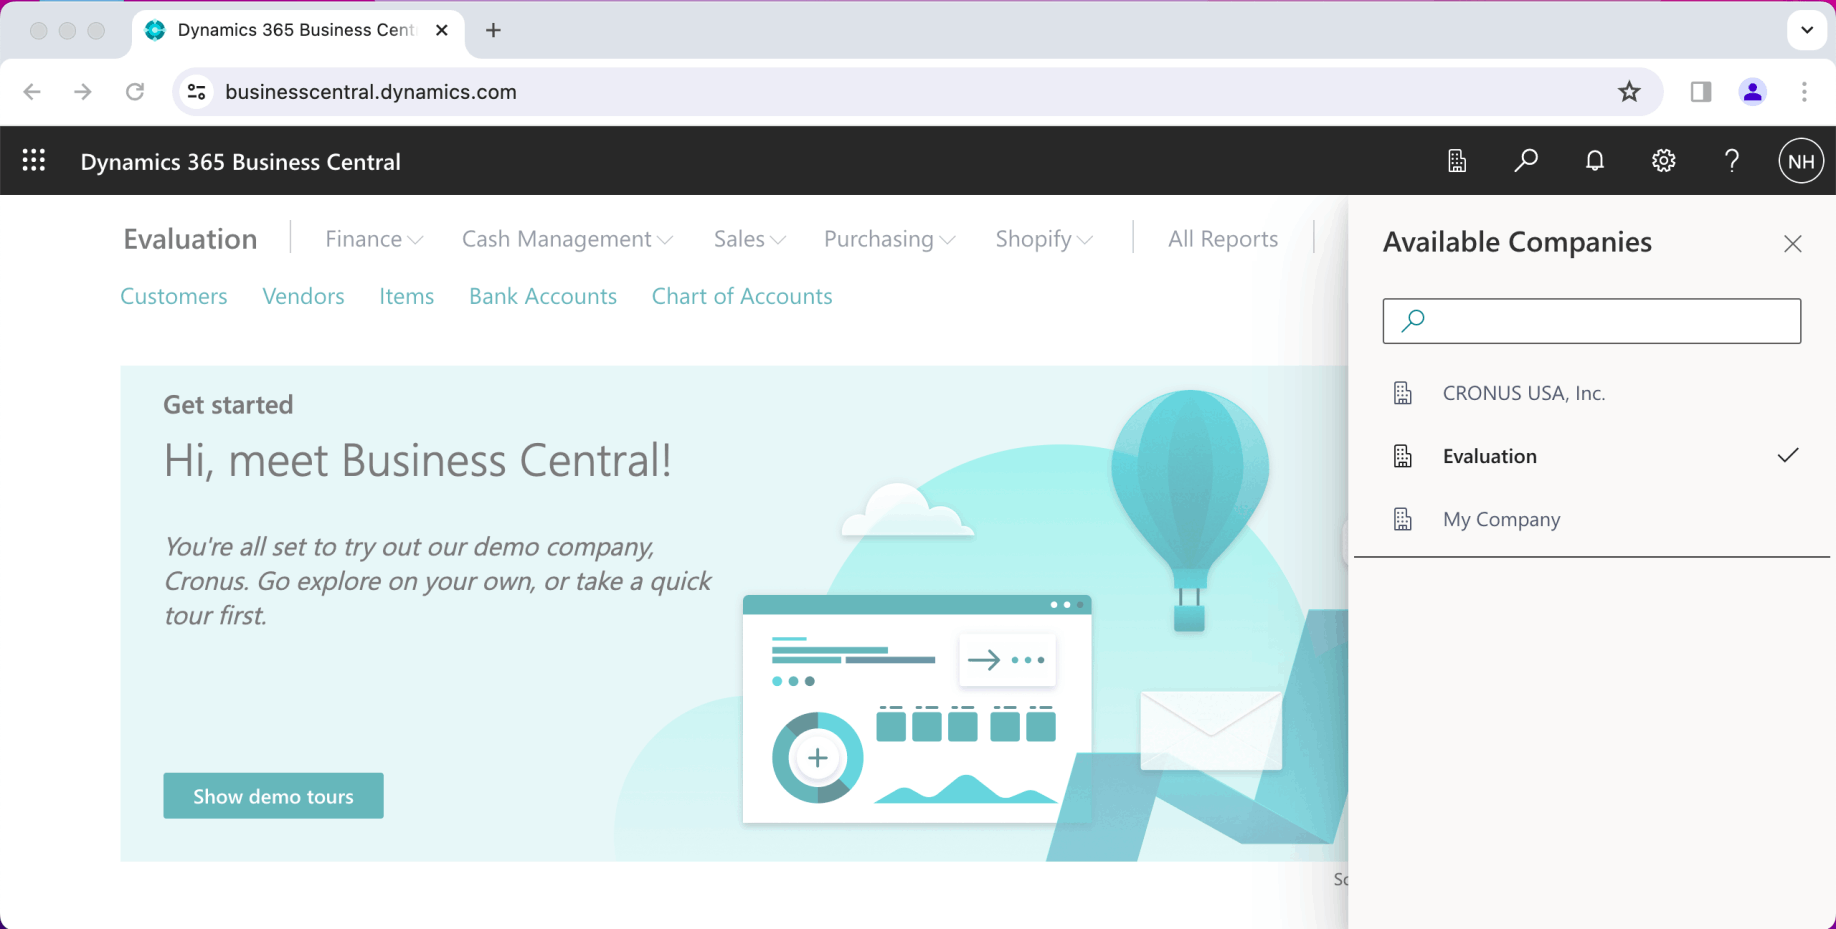 Dynamics 365 Business Cent
businesscentral.dynamics.com
Dynamics 365 Business Central
NH
Evaluation
Finance
Cash Management
Sales
Purchasing
Shopify
All Reports
Customers
Vendors
Items
Bank Accounts
Chart of Accounts
Get started
Hi, meet Business Central!
You're all set to try out our demo company,
Cronus. Go explore on your own, or take a quick
tour first.
Show demo tours
Available Companies
CRONUS USA, Inc.
Evaluation
My Company